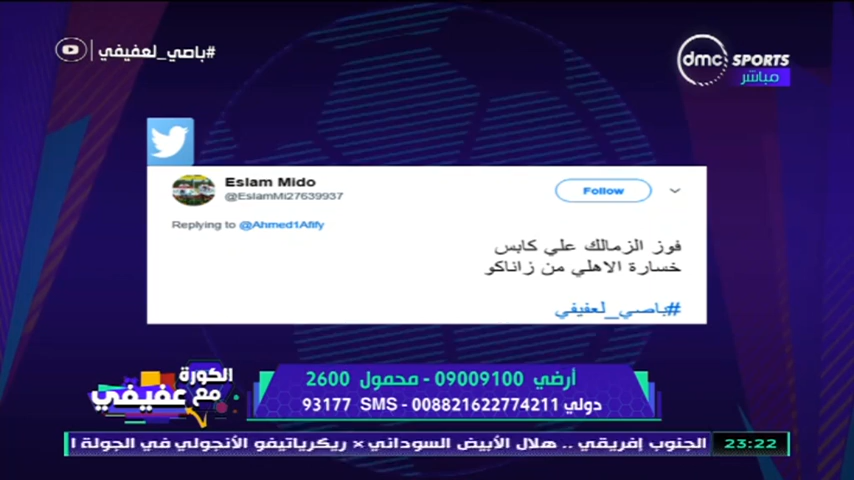 #باصي_لعفيفي
dmc SPORTS
مباشر
Eslam Mido
@EslamMi27639937
Follow
Replying to @Ahmed1Afify
فوز الزمالك علي كابس
خسارة الاهلي من زاناكو
#باصي_لعفيفي
الكورة
مع
عفيفي
أرضي 09009100 - محمول 2600
دولي 008821622774211 - SMS 93177
الجنوب إفريقي .. هلال الأبيض السوداني × ريكرياتيفو الأنجولي في الجولة ا
23:22